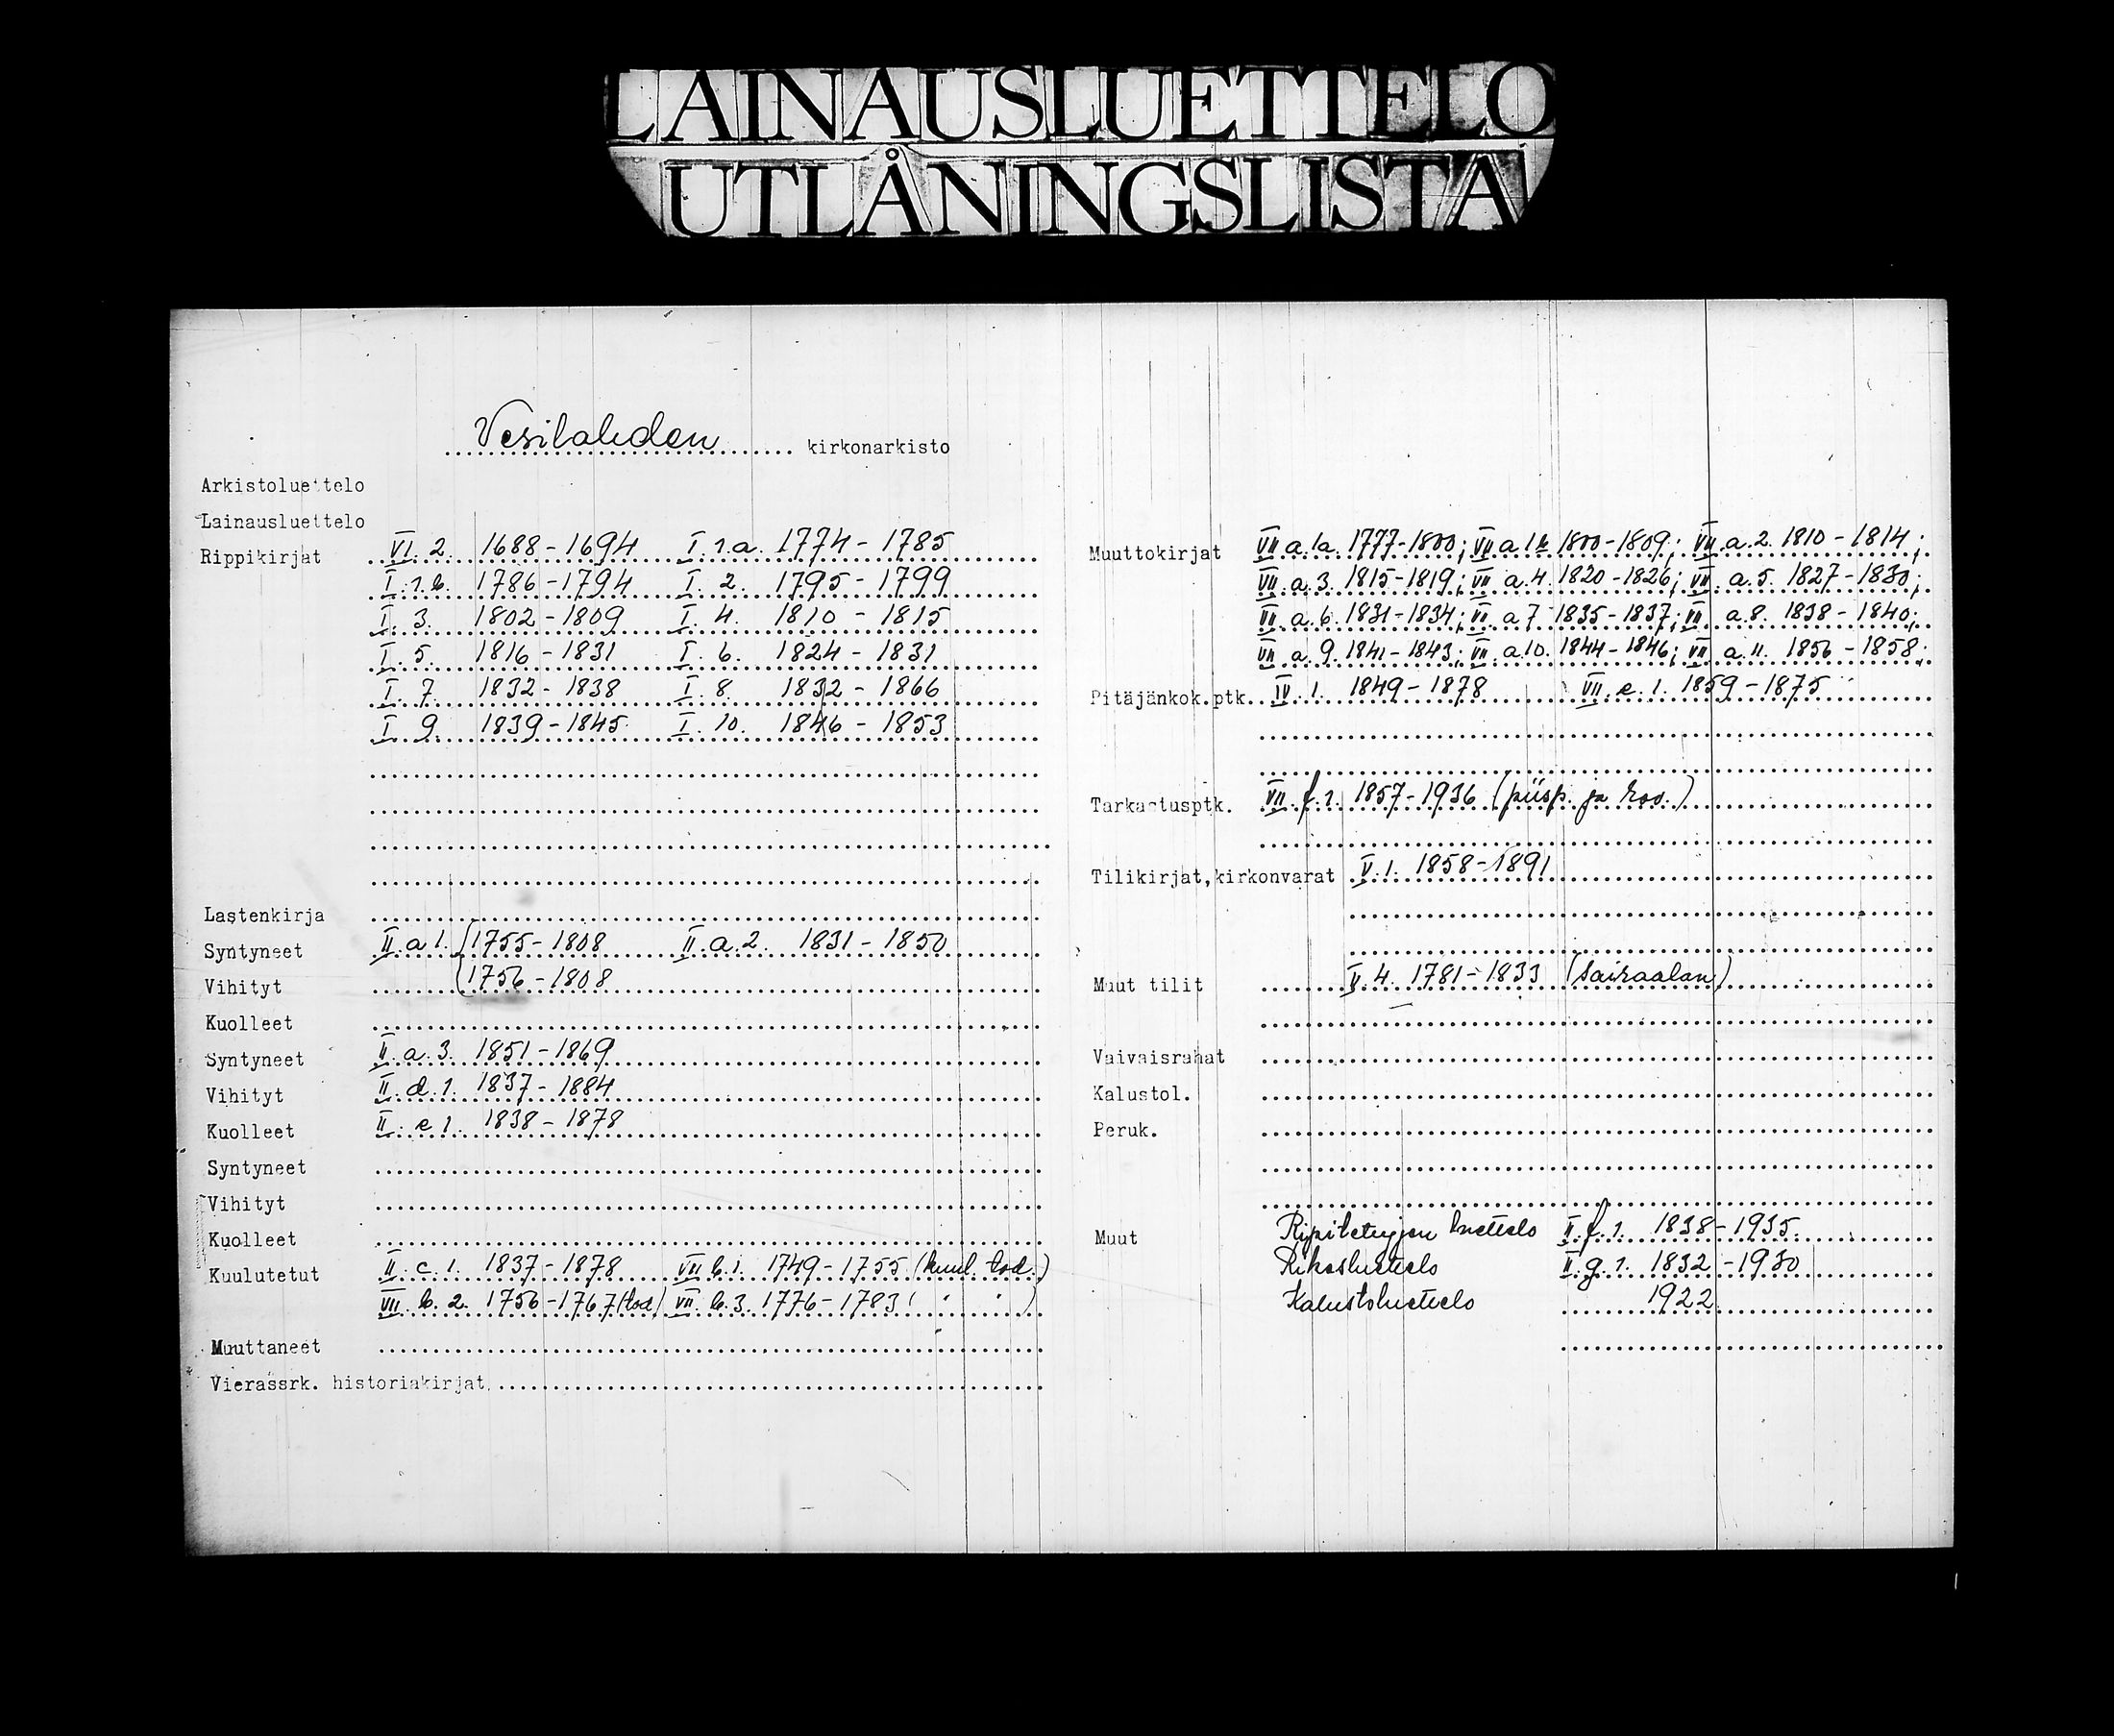 LAINAUSLUETTELO
UTLÅNINGSLISTA
Vesilahden kirkonarkisto
Arkistoluettelo
Lainausluettelo
Rippikirjat VI. 2. 1688-1694 I. 1.a. 1774-1785
I. 1.b. 1786-1794 I. 2. 1795-1799
I. 3. 1802-1809 I. 4. 1810-1815
I. 5. 1816-1831 I. 6. 1824-1831
I. 7. 1832-1838 I. 8. 1832-1866
I. 9. 1839-1845 I. 10. 1846-1853
Lastenkirja
Syntyneet II. a 1. 1755-1808 II. a. 2. 1831-1850
Vihityt 1756-1808
Kuolleet
Syntyneet II. a. 3. 1851-1869
Vihityt II. d. 1. 1837-1884
Kuolleet II. e 1. 1838-1878
Syntyneet
Vihityt
Kuolleet
Kuulutetut II. c. 1. 1837-1878 VII b. 1. 1749-1755 (kuul. tod.)
VII. b. 2. 1756-1767 (tod) VII. b. 3. 1776-1783 ( " " )
Muuttaneet
Vierassrk. historiakirjat
Muuttokirjat VII a. 1a. 1777-1800; VII a 1b 1800-1809; VII. a. 2. 1810-1814;
VII. a. 3. 1815-1819; VII a. 4. 1820-1826; VII. a. 5. 1827-1830;
VII. a. 6. 1831-1834; VII. a 7. 1835-1837; VII. a. 8. 1838-1840;
VII. a. 9. 1841-1843; VII. a. 10. 1844-1846; VII. a. 11. 1856-1858.
Pitäjänkok.ptk. IV. 1. 1849-1878 VII. e. 1. 1859-1875
Tarkastusptk. VII. f. 1. 1857-1936 (piisp. ja rov.)
Tilikirjat,kirkonvarat V. 1. 1858-1891
Muut tilit V. 4. 1781-1833 (sairaalan)
Vaivaisrahat
Kalustol.
Peruk.
Muut luettelo II. f. 1. 1838-1935.
Rikosluettelo II. g. 1. 1832-1930
Kalustoluettelo 1922